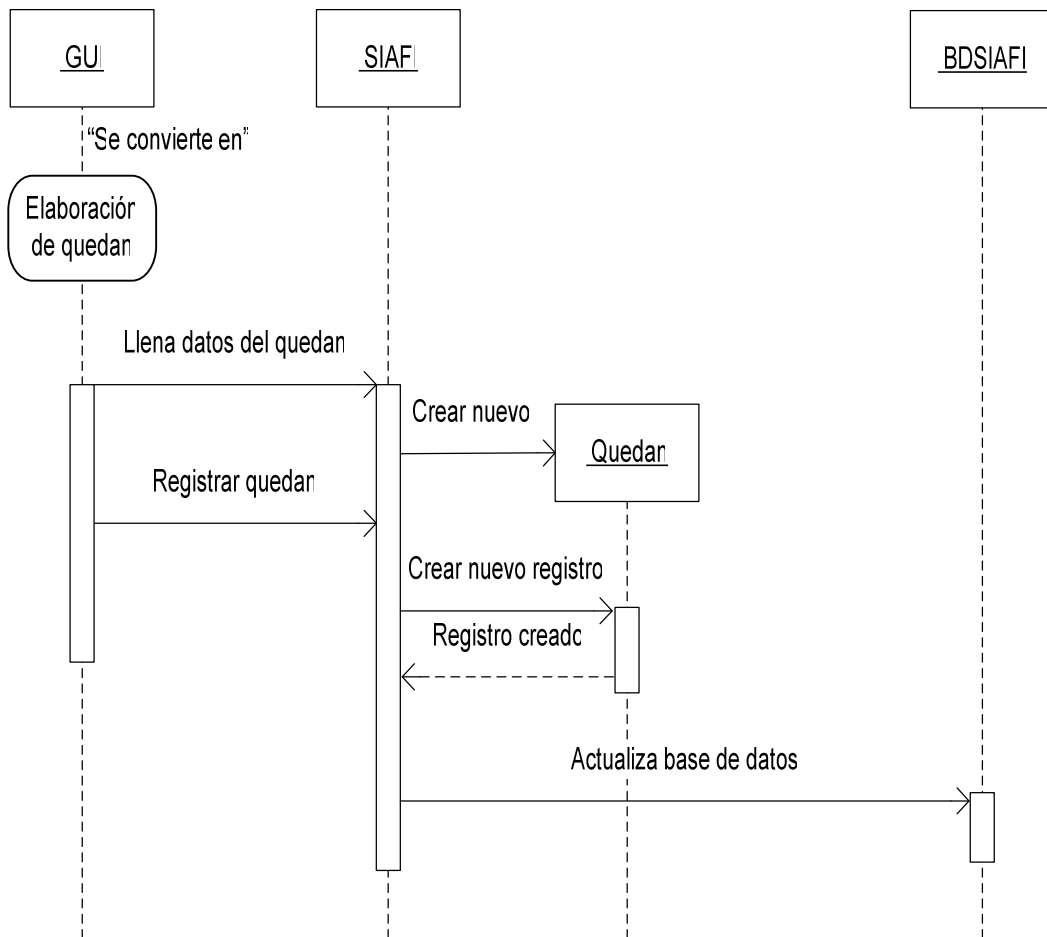 GUI
SIAFI
BDSIAFI
“Se convierte en”
Elaboración
de quedan
Llena datos del quedan
Crear nuevo
Quedan
Registrar quedan
Crear nuevo registro
Registro creado
Actualiza base de datos